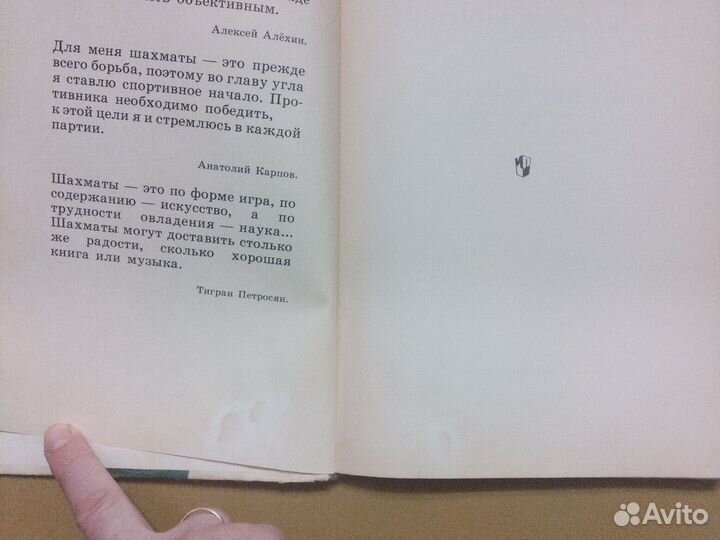 объективным.
Алексей Алёхин.
Для меня шахматы — это прежде
всего борьба, поэтому во главу угла
я ставлю спортивное начало. Про-
тивника необходимо победить,
к этой цели я и стремлюсь в каждой
партии.
Анатолий Карпов.
Шахматы — это по форме игра, по
содержанию — искусство, а по
трудности овладения — наука...
Шахматы могут доставить столько
же радости, сколько хорошая
книга или музыка.
Тигран Петросян.
Avito